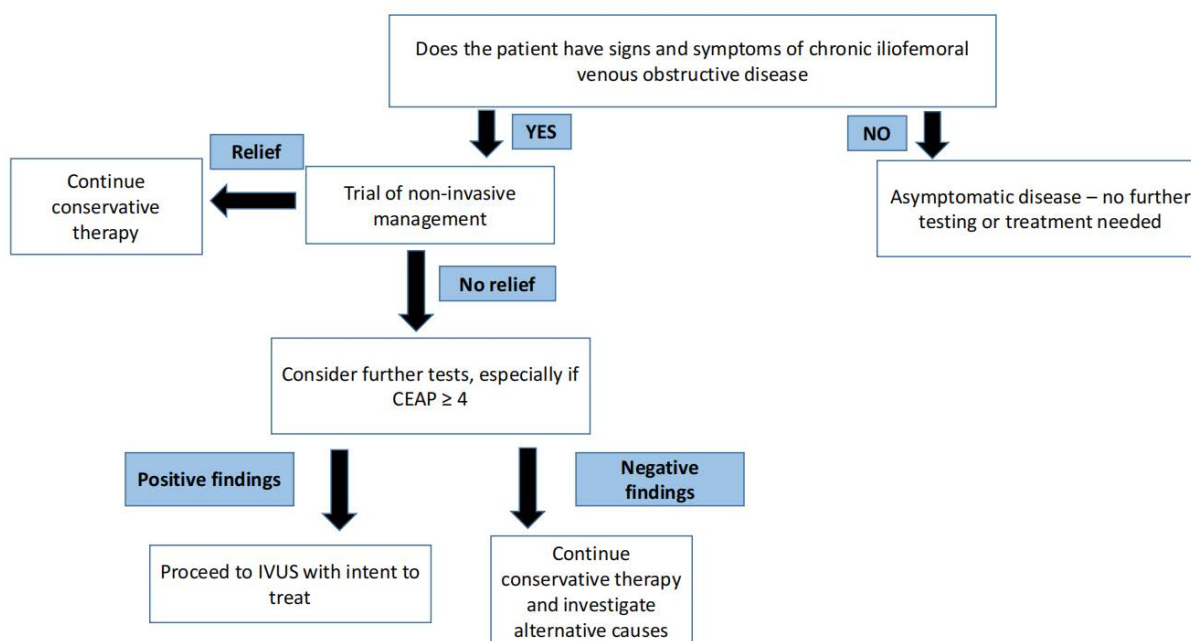 Does the patient have signs and symptoms of chronic iliofemoral
venous obstructive disease
YES
NO
Relief
Continue
conservative
therapy
Trial of non-invasive
management
Asymptomatic disease – no further
testing or treatment needed
No relief
Consider further tests, especially if
CEAP ≥ 4
Positive findings
Negative
findings
Proceed to IVUS with intent to
treat
Continue
conservative therapy
and investigate
alternative causes